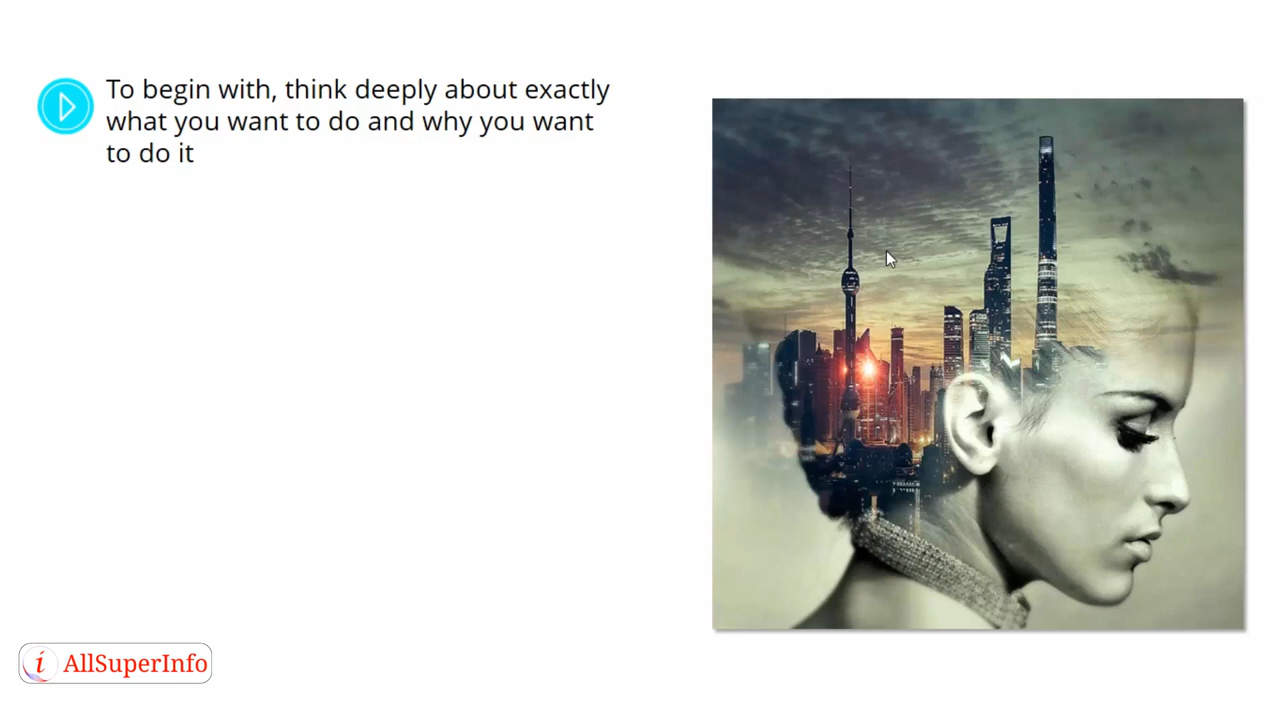 To begin with, think deeply about exactly
what you want to do and why you want
to do it
i AllSuperInfo